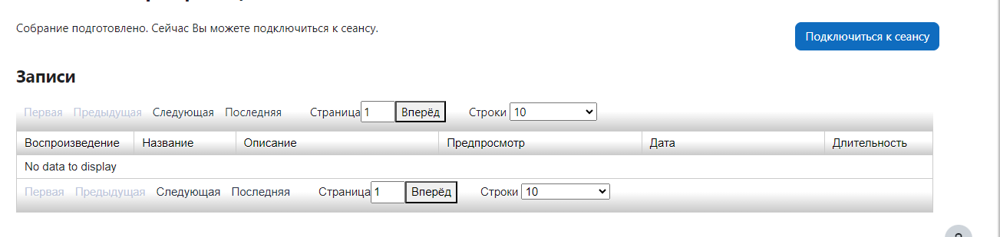 Собрание подготовлено. Сейчас Вы можете подключиться к сеансу.
Подключиться к сеансу
Записи
Первая Предыдущая Следующая Последняя Страница 1 Вперёд Строки 10
Воспроизведение Название Описание Предпросмотр Дата Длительность
No data to display
Первая Предыдущая Следующая Последняя Страница 1 Вперёд Строки 10